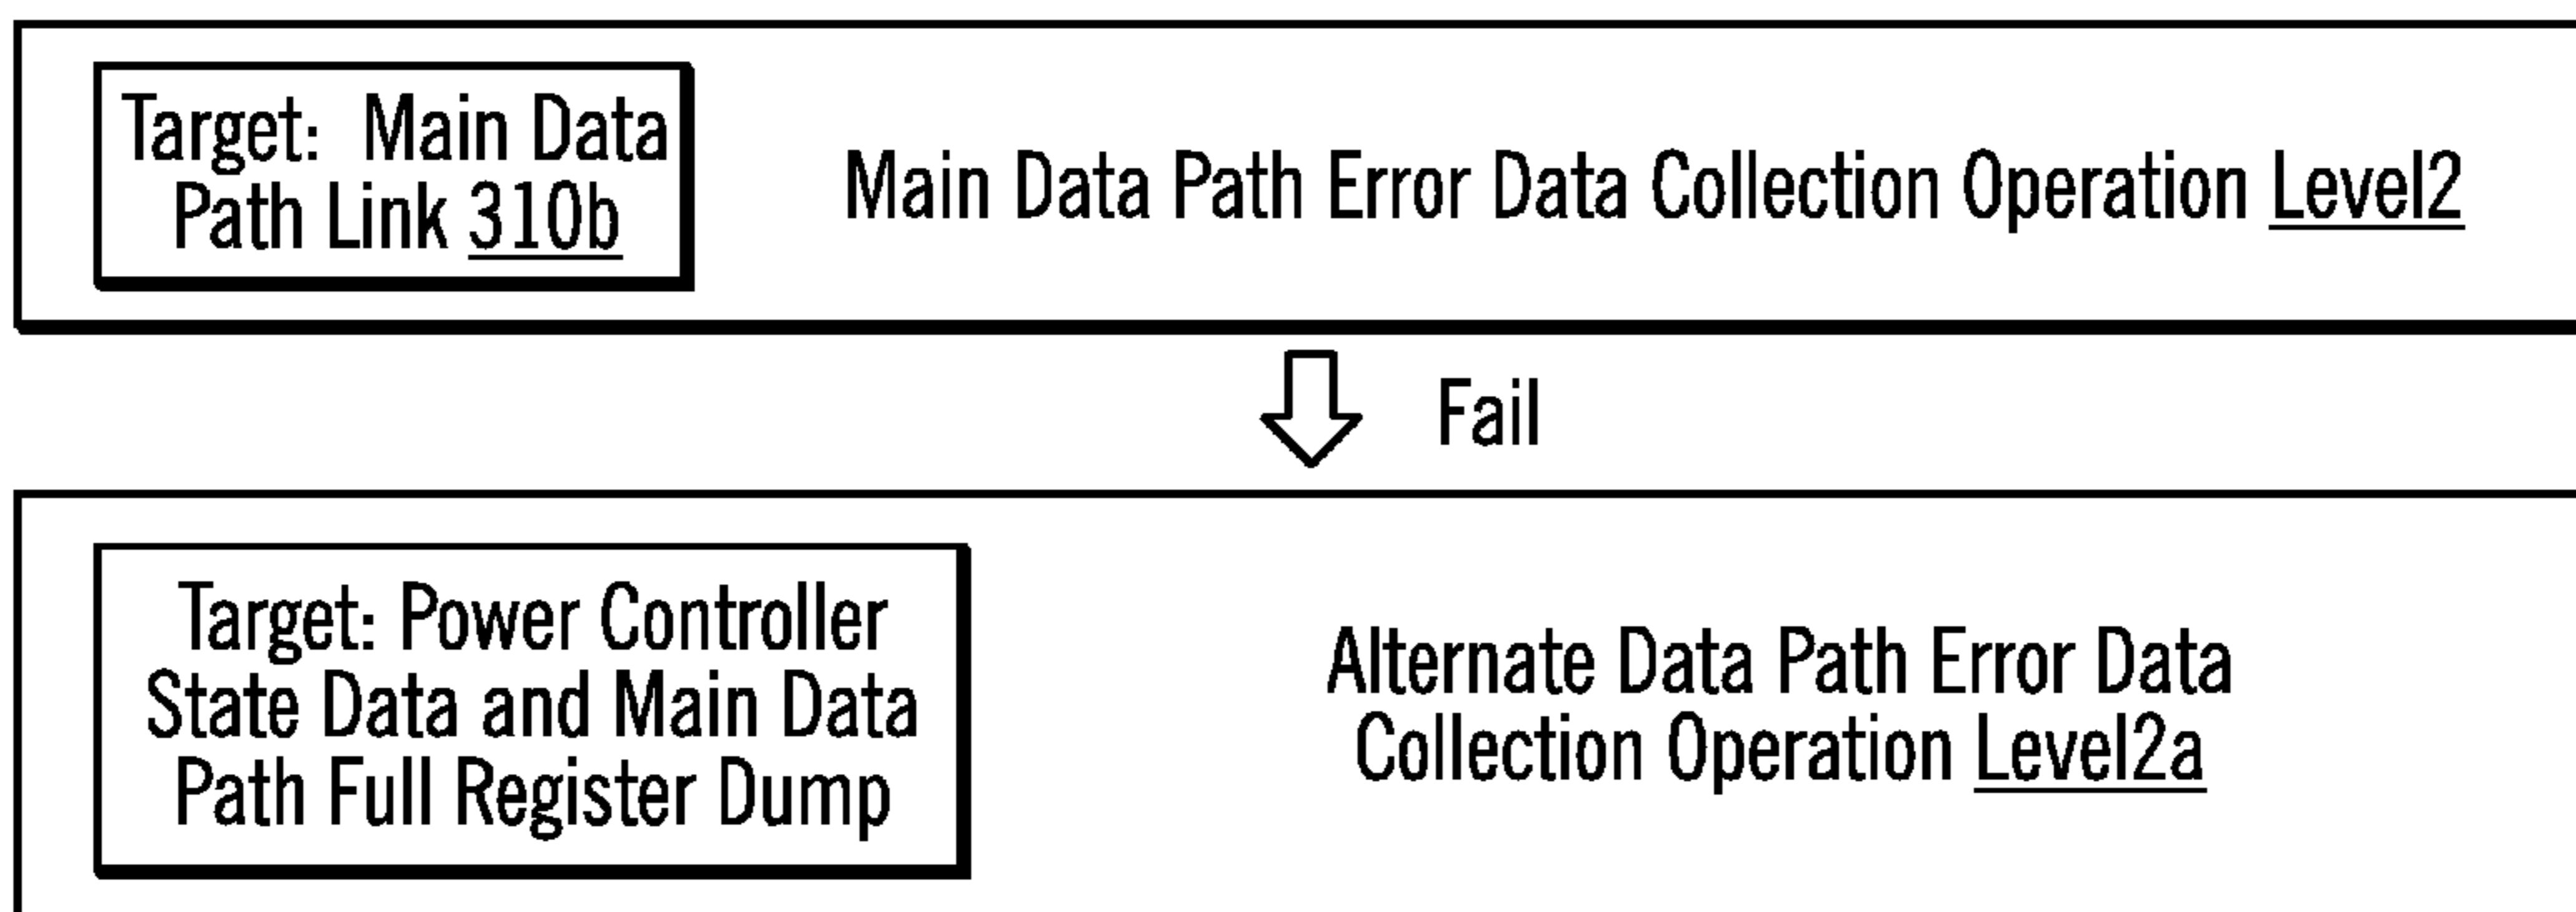 Target: Main Data
Path Link 310b
Main Data Path Error Data Collection Operation Level2
Fail
Target: Power Controller
State Data and Main Data
Path Full Register Dump
Alternate Data Path Error Data
Collection Operation Level2a